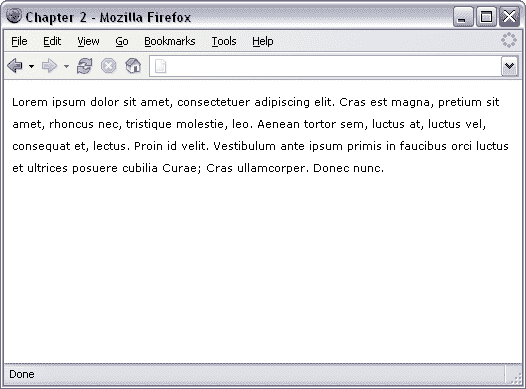 Chapter 2 - Mozilla Firefox
File Edit View Go Bookmarks Tools Help
Lorem ipsum dolor sit amet, consectetuer adipiscing elit. Cras est magna, pretium sit
amet, rhoncus nec, tristique molestie, leo. Aenean tortor sem, luctus at, luctus vel,
consequat et, lectus. Proin id velit. Vestibulum ante ipsum primis in faucibus orci luctus
et ultrices posuere cubilia Curae; Cras ullamcorper. Donec nunc.
Done